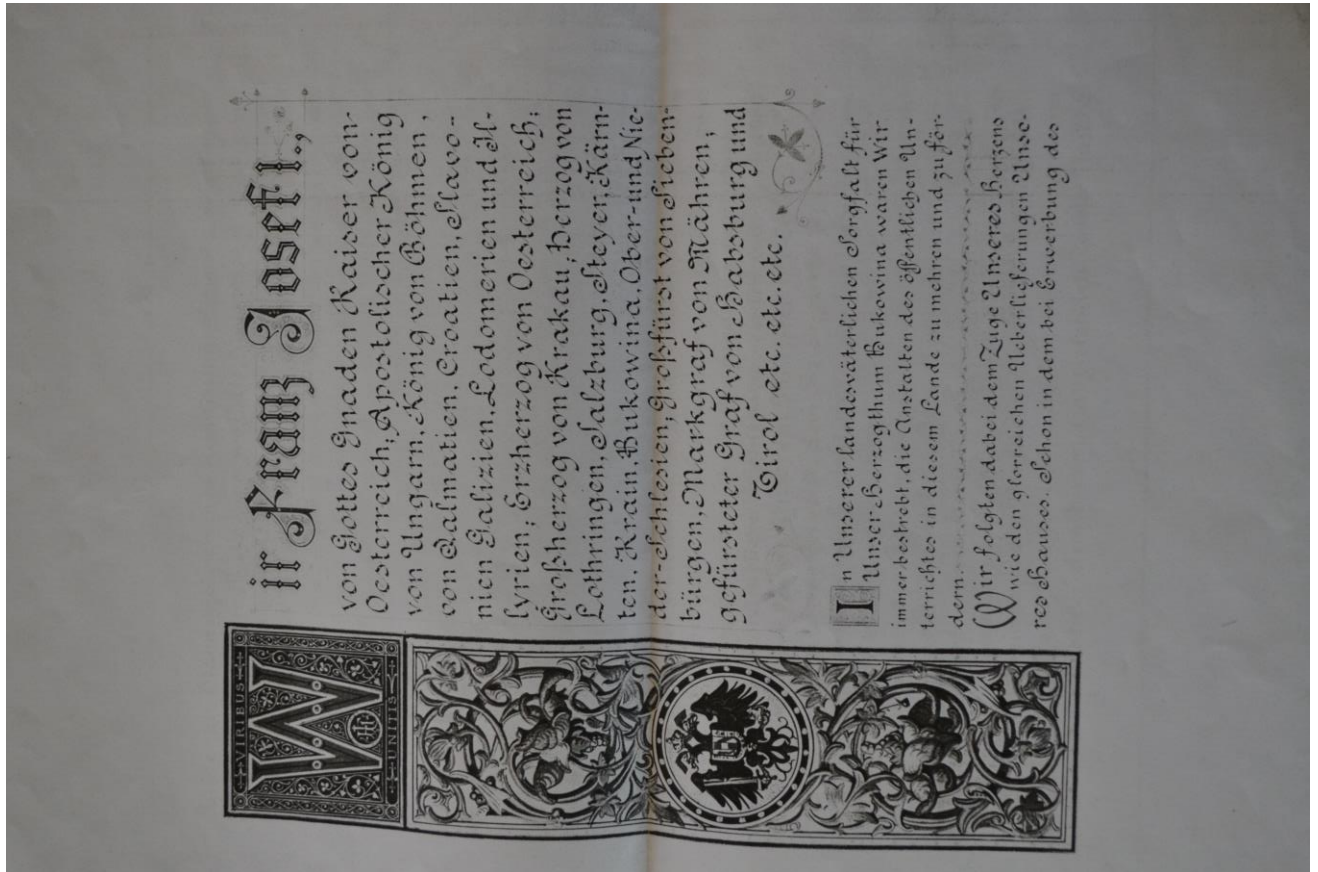 VIRIBUS
UNITIS
Wir Franz Josef I.,
von Gottes Gnaden Kaiser von
Oesterreich; Apostolischer König
von Ungarn, König von Böhmen,
von Dalmatien, Croatien, Slavo-
nien Galizien, Lodomerien und Il-
lyrien; Erzherzog von Oesterreich;
Großherzog von Krakau; Herzog von
Lothringen, Salzburg, Steyer, Kärn-
ten, Krain, Bukowina, Ober- und Nie-
der-Schlesien; Großfürst von Sieben-
bürgen, Markgraf von Mähren;
gefürsteter Graf von Habsburg und
Tirol etc. etc. etc.
In Unserer landesväterlichen Sorgfalt für
Unser Herzogthum Bukowina waren Wir
immer bestrebt, die Anstalten des öffentlichen Un-
terrichtes in diesem Lande zu mehren und zu för-
dern.
Wir folgten dabei dem Zuge Unseres Herzens
wie den glorreichen Ueberlieferungen Unse-
res Hauses. Schon in dem bei Erwerbung des